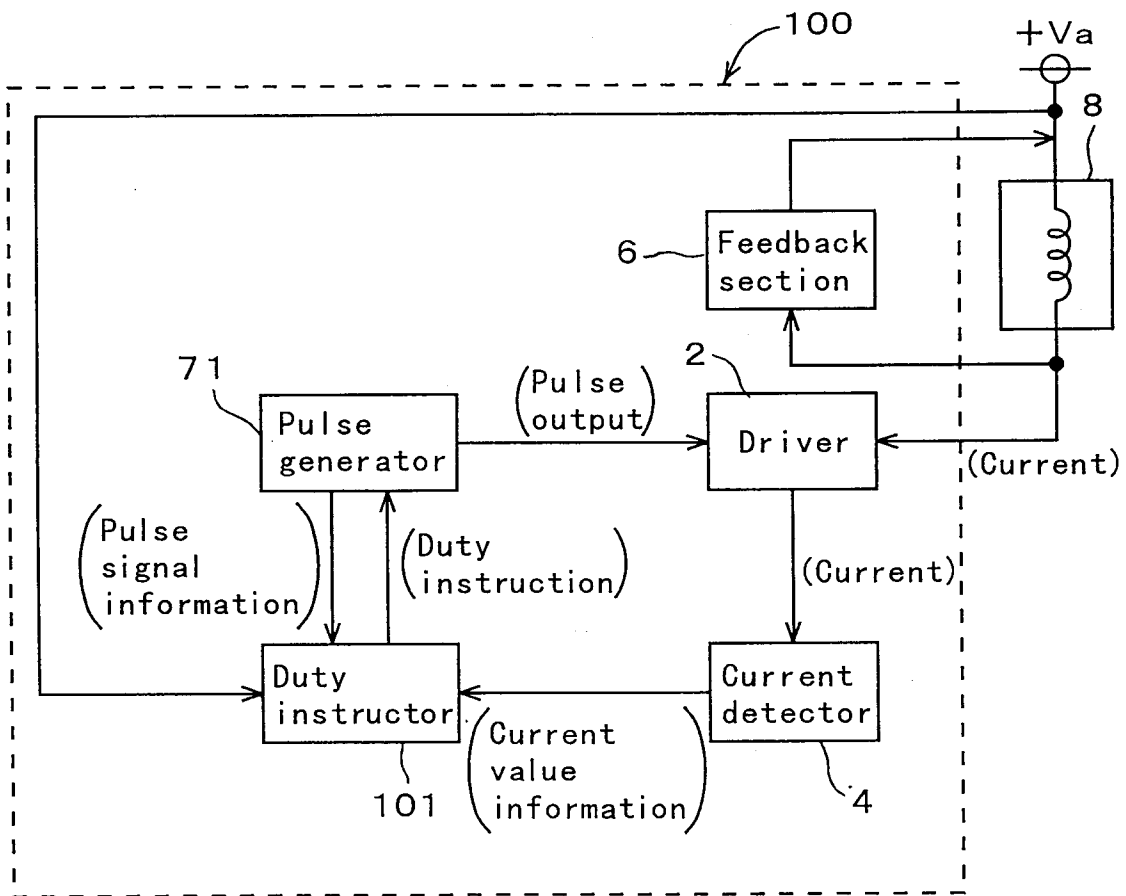 100
+Va
8
Feedback
section
6
2
71
(Pulse
output)
Pulse
generator
Driver
(Current)
(Pulse
signal
information)
(Duty
instruction)
(Current)
Duty
instructor
Current
detector
(Current
value
information)
101
4